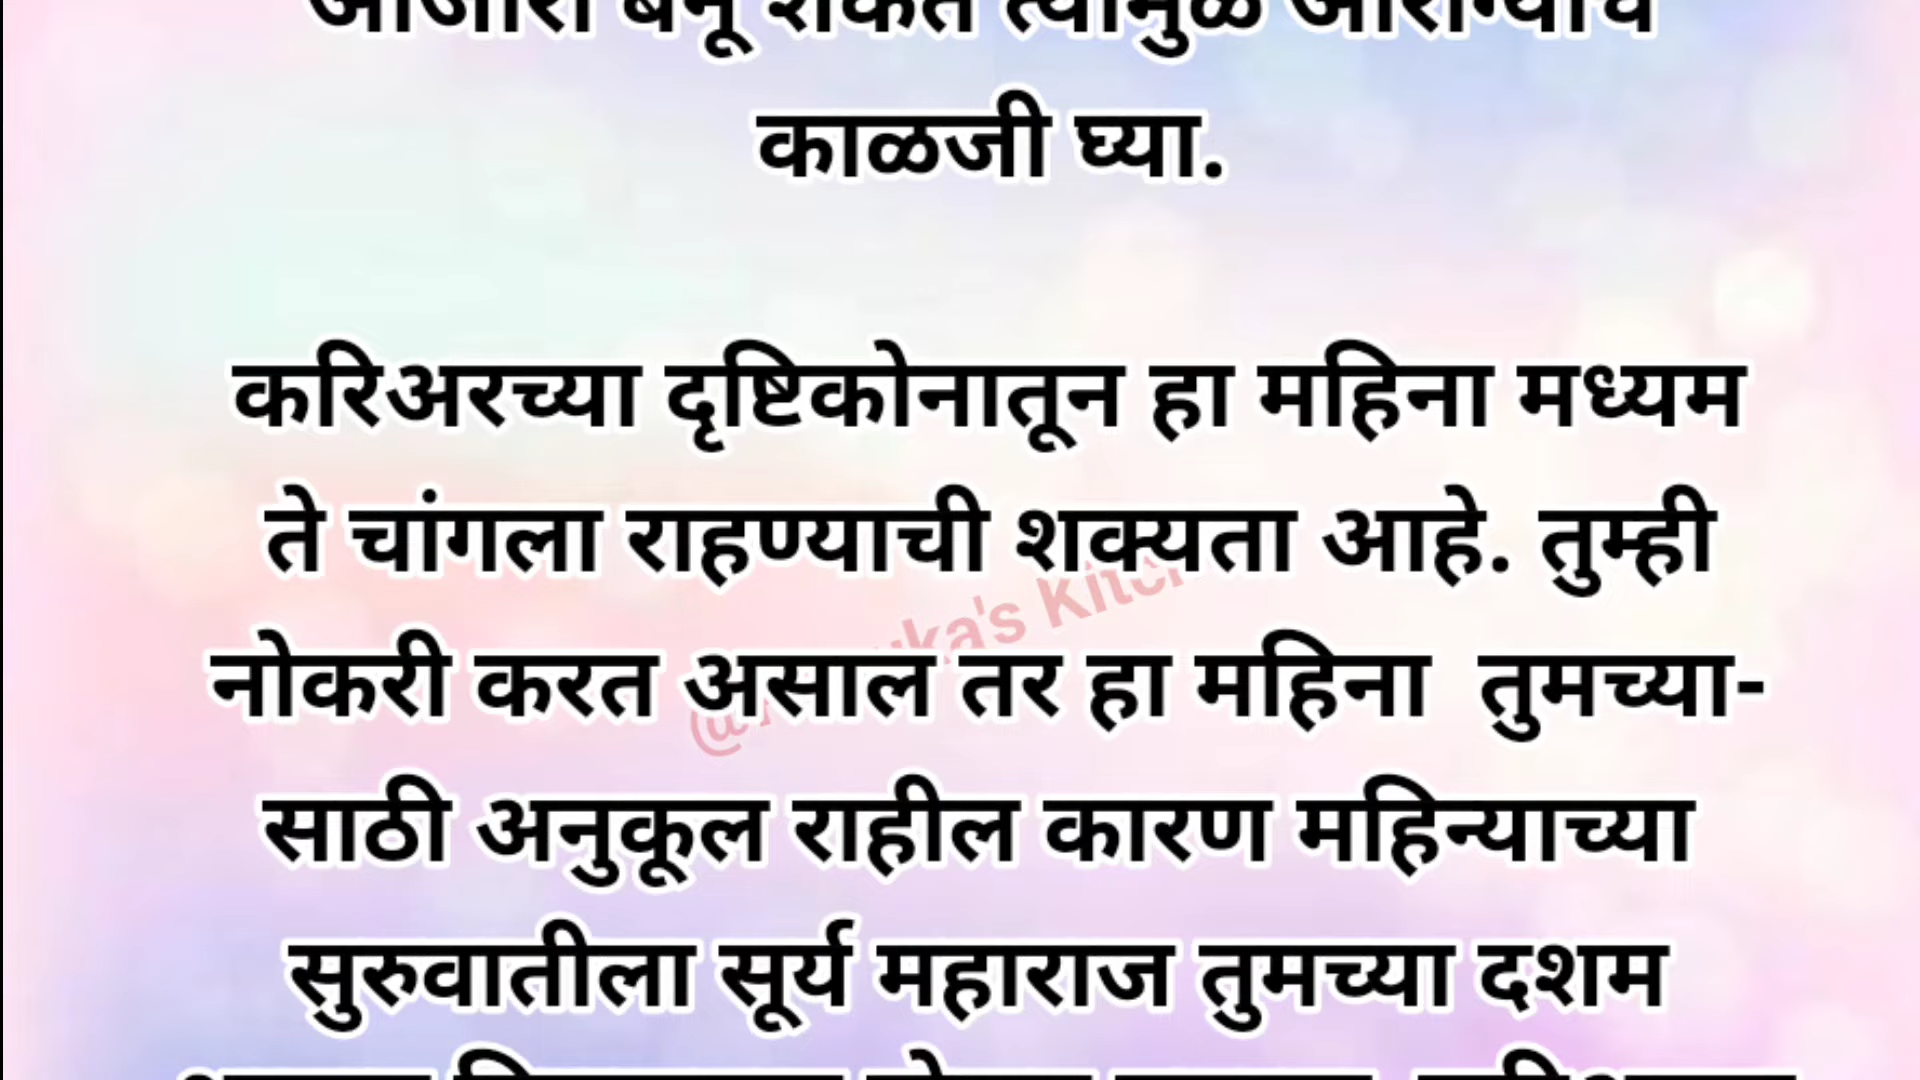 काळजी घ्या.
करिअरच्या दृष्टिकोनातून हा महिना मध्यम
ते चांगला राहण्याची शक्यता आहे. तुम्ही
नोकरी करत असाल तर हा महिना  तुमच्या-
साठी अनुकूल राहील कारण महिन्याच्या
सुरुवातीला सूर्य महाराज तुमच्या दशम